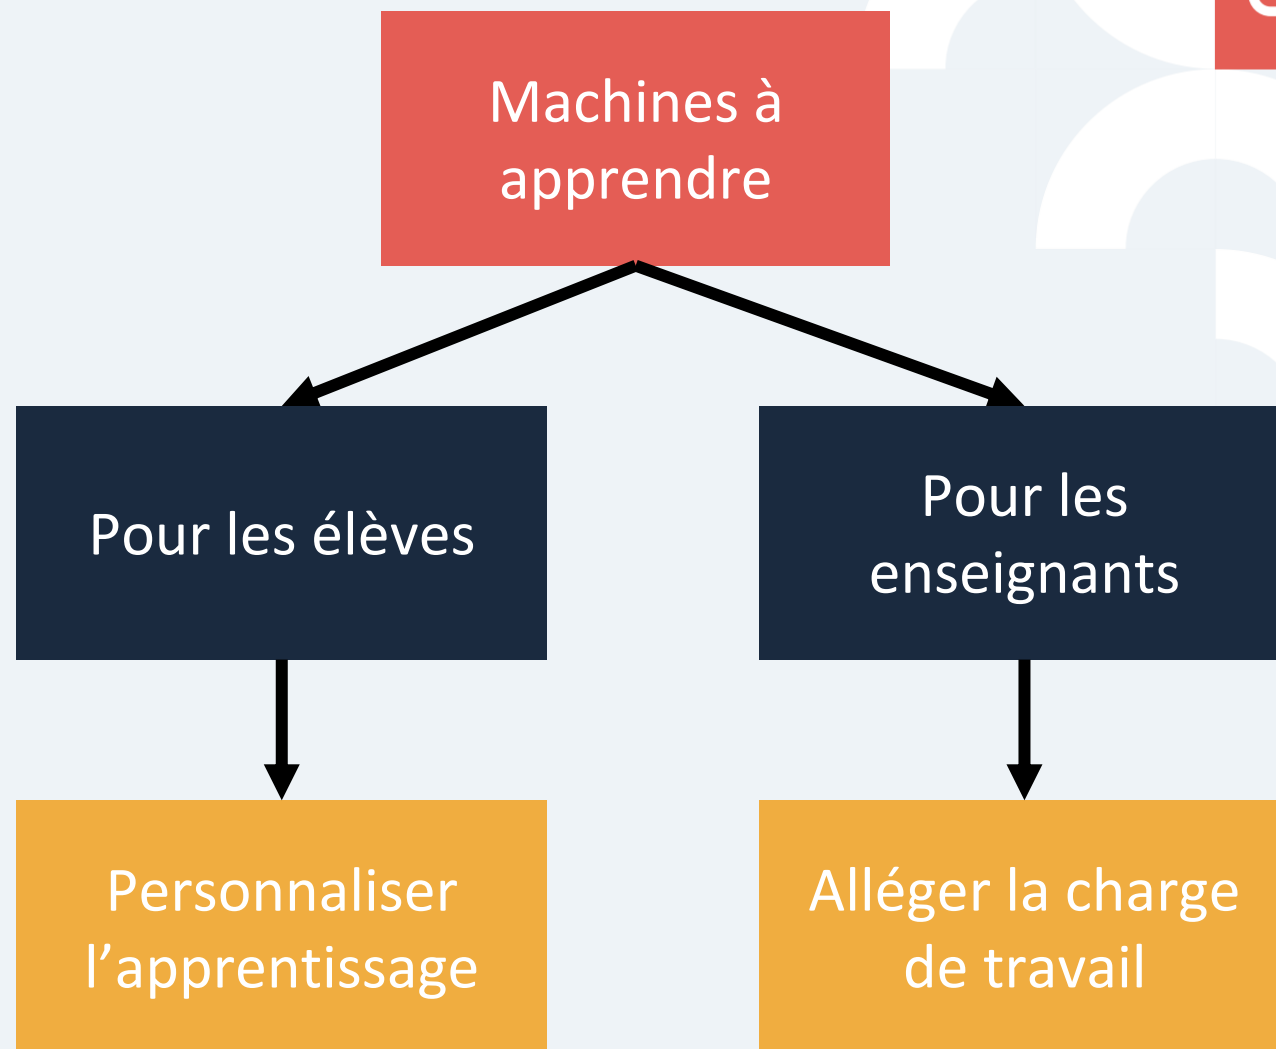 Machines à
apprendre
Pour les élèves
Pour les
enseignants
Personnaliser
l’apprentissage
Alléger la charge
de travail